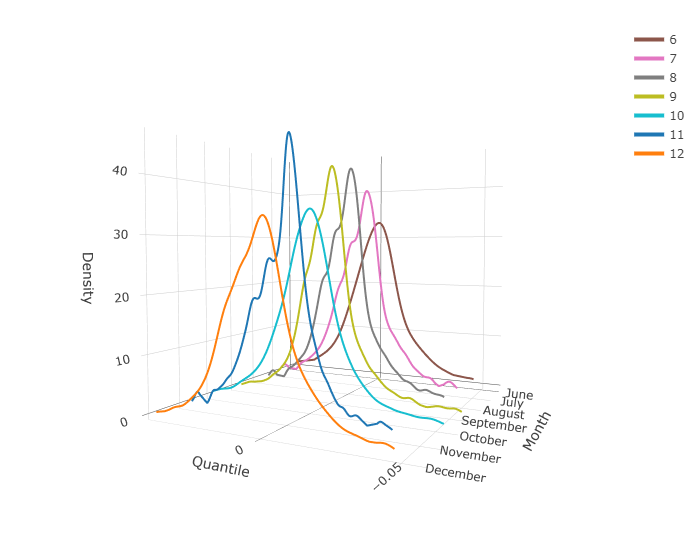 6
7
8
9
10
11
12
40
30
20
10
0
Density
0
Quantile
−0.05
June
July
August
September
October
November
December
Month